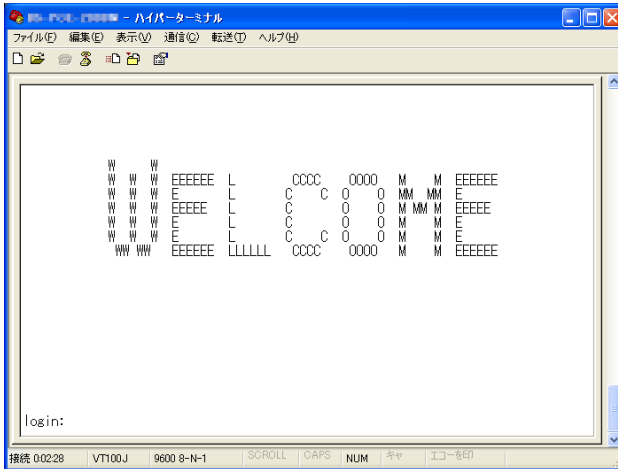 - ハイパーターミナル
ファイル(F) 編集(E) 表示(V) 通信(C) 転送(T) ヘルプ(H)
WELCOME
login:
接続 0:02:28 VT100J 9600 8-N-1 SCROLL CAPS NUM キャ エコーを印